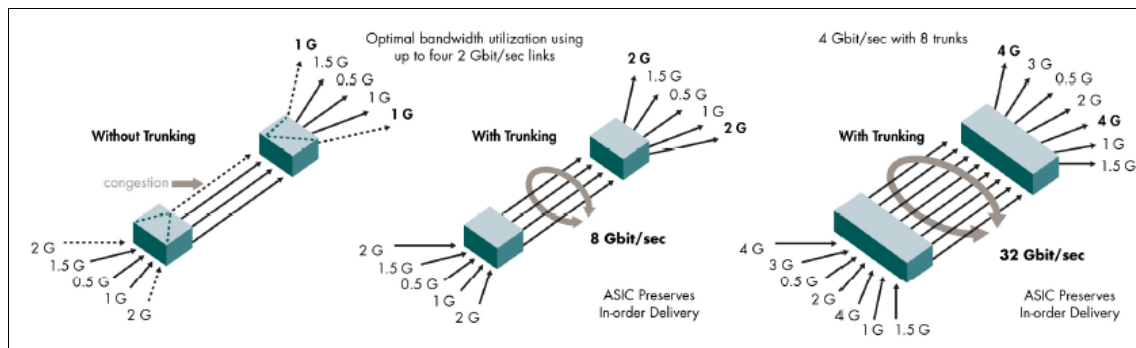 1 G
1.5 G
0.5 G
1 G
1 G
Without Trunking
congestion
2 G
1.5 G
0.5 G
1 G
2 G
Optimal bandwidth utilization using
up to four 2 Gbit/sec links
2 G
1.5 G
0.5 G
1 G
2 G
With Trunking
8 Gbit/sec
2 G
1.5 G
0.5 G
1 G
2 G
ASIC Preserves
In-order Delivery
4 Gbit/sec with 8 trunks
4 G
3 G
0.5 G
2 G
4 G
1 G
1.5 G
With Trunking
32 Gbit/sec
4 G
3 G
0.5 G
2 G
4 G
1 G
1.5 G
ASIC Preserves
In-order Delivery